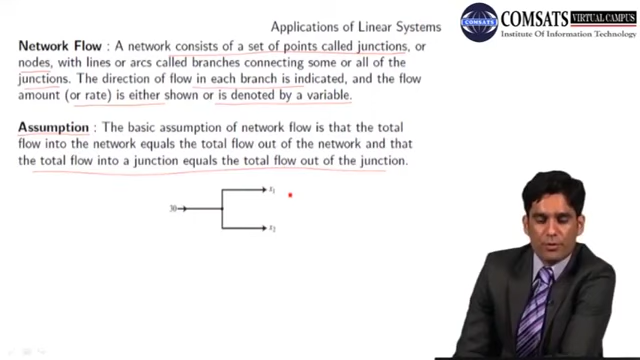 COMSATS VIRTUAL CAMPUS
Institute Of Information Technology
Applications of Linear Systems
Network Flow : A network consists of a set of points called junctions, or
nodes, with lines or arcs called branches connecting some or all of the
junctions. The direction of flow in each branch is indicated, and the flow
amount (or rate) is either shown or is denoted by a variable.
Assumption : The basic assumption of network flow is that the total
flow into the network equals the total flow out of the network and that
the total flow into a junction equals the total flow out of the junction.
30
x₁
x₂